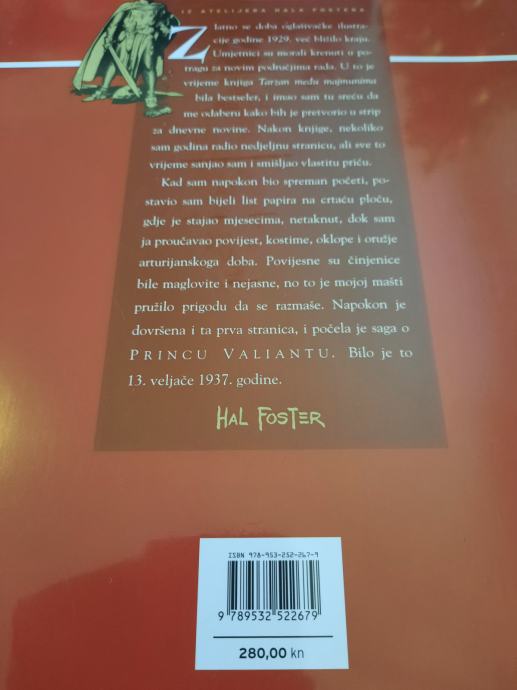 IZ ATELIJERA HALA FOSTERA
Zlatno se doba oglašivačke ilustra-
cije godine 1929. već bližilo kraju.
Umjetnici su morali krenuti u po-
tragu za novim područjima rada. U to je
vrijeme knjiga Tarzan među majmunima
bila bestseler, i imao sam tu sreću da
me odaberu kako bih je pretvorio u strip
za dnevne novine. Nakon knjige, nekoliko
sam godina radio nedjeljnu stranicu, ali sve to
vrijeme sanjao sam i smišljao vlastitu priču.
Kad sam napokon bio spreman početi, po-
stavio sam bijeli list papira na crtaću ploču,
gdje je stajao mjesecima, netaknut, dok sam
ja proučavao povijest, kostime, oklope i oružje
arturijanskoga doba. Povijesne su činjenice
bile maglovite i nejasne, no to je mojoj mašti
pružilo prigodu da se razmaše. Napokon je
dovršena i ta prva stranica, i počela je saga o
PRINCU VALIANTU. Bilo je to
13. veljače 1937. godine.
HAL FOSTER
ISBN 978-953-252-267-9
9 789532 522679
280,00 kn